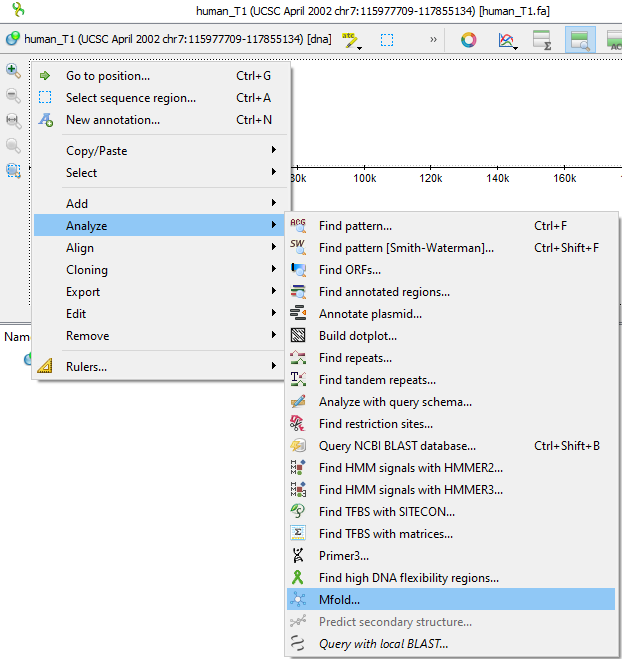 human_T1 (UCSC April 2002 chr7:115977709-117855134) [human_T1.fa]
human_T1 (UCSC April 2002 chr7:115977709-117855134) [dna]
Go to position... Ctrl+G
Select sequence region... Ctrl+A
New annotation... Ctrl+N
Copy/Paste
Select
80k 100k 120k 140k 160k
Add
Analyze
Align
Cloning
Export
Edit
Remove
Rulers...
Nam
Find pattern... Ctrl+F
Find pattern [Smith-Waterman]... Ctrl+Shift+F
Find ORFs...
Find annotated regions...
Annotate plasmid...
Build dotplot...
Find repeats...
Find tandem repeats...
Analyze with query schema...
Find restriction sites...
Query NCBI BLAST database... Ctrl+Shift+B
Find HMM signals with HMMER2...
Find HMM signals with HMMER3...
Find TFBS with SITECON...
Find TFBS with matrices...
Primer3...
Find high DNA flexibility regions...
Mfold...
Predict secondary structure...
Query with local BLAST...